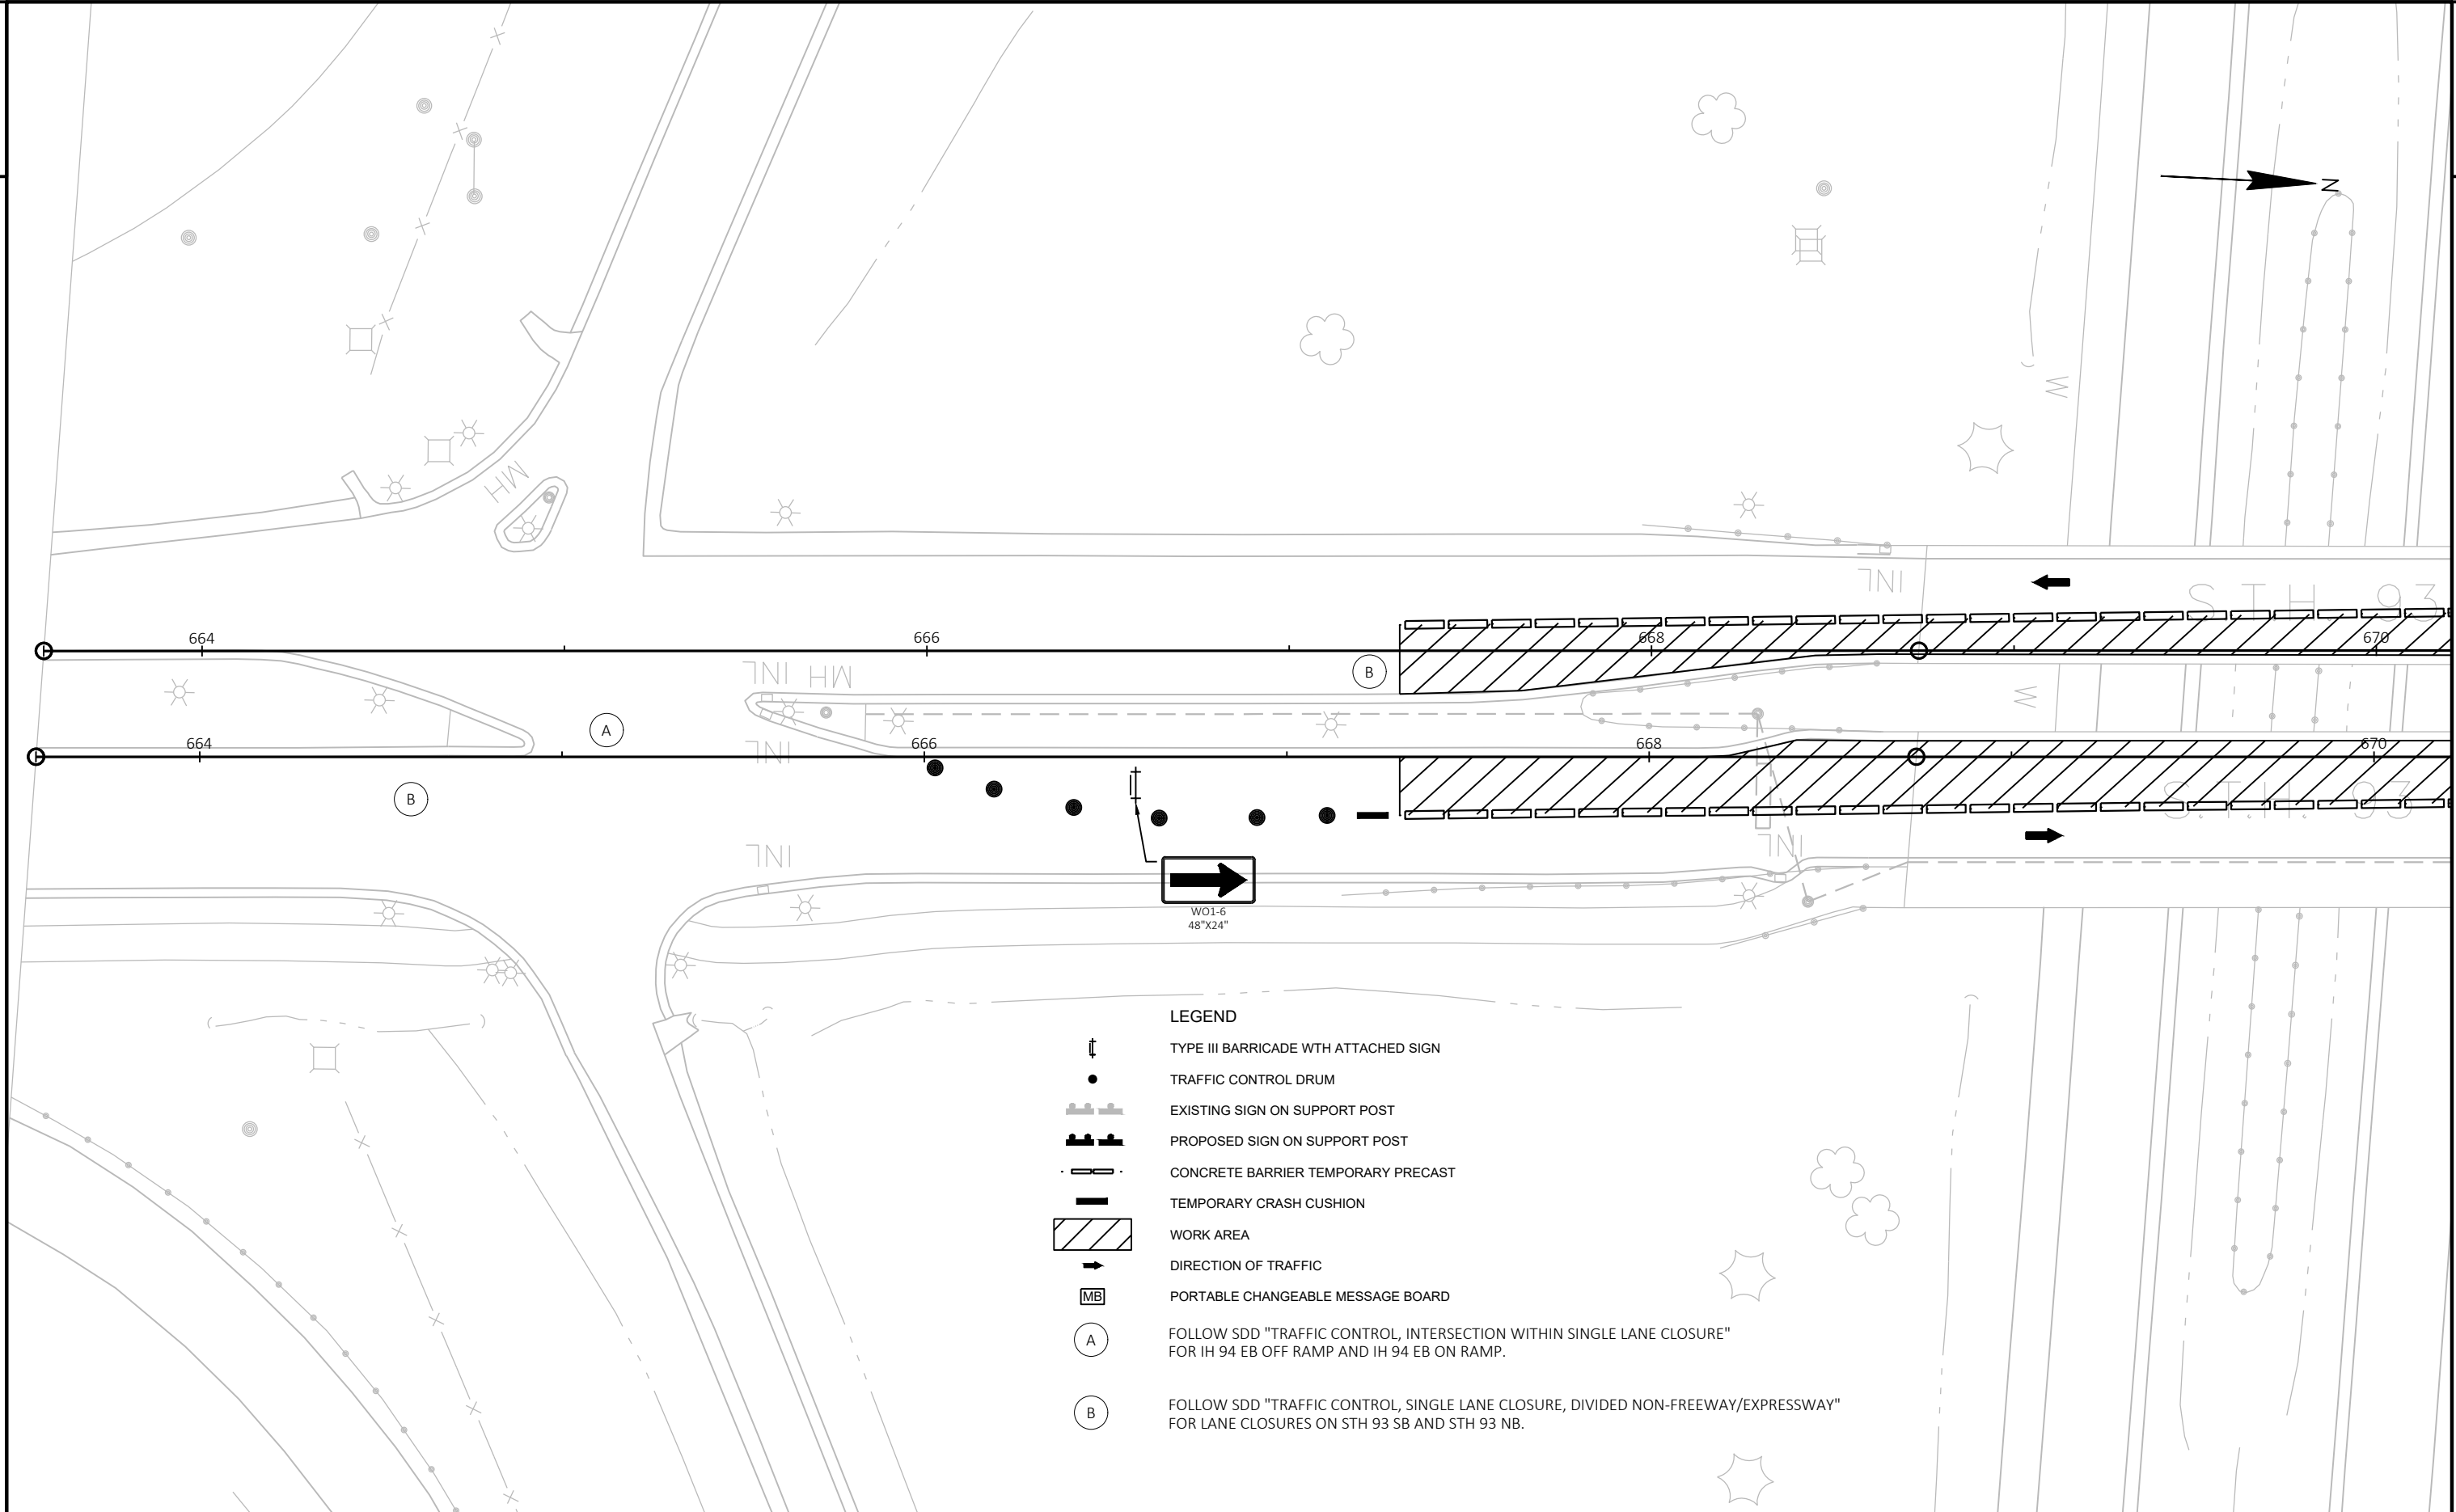 N
W
MH
INL
STH 93
664
666
668
670
B
INL
MH
W
A
664
666
668
670
INL
B
S.T.H. 93
INL
INL
WO1-6
48"X24"
LEGEND
TYPE III BARRICADE WTH ATTACHED SIGN
TRAFFIC CONTROL DRUM
EXISTING SIGN ON SUPPORT POST
PROPOSED SIGN ON SUPPORT POST
CONCRETE BARRIER TEMPORARY PRECAST
TEMPORARY CRASH CUSHION
WORK AREA
DIRECTION OF TRAFFIC
MB PORTABLE CHANGEABLE MESSAGE BOARD
A FOLLOW SDD "TRAFFIC CONTROL, INTERSECTION WITHIN SINGLE LANE CLOSURE"
FOR IH 94 EB OFF RAMP AND IH 94 EB ON RAMP.
B FOLLOW SDD "TRAFFIC CONTROL, SINGLE LANE CLOSURE, DIVIDED NON-FREEWAY/EXPRESSWAY"
FOR LANE CLOSURES ON STH 93 SB AND STH 93 NB.